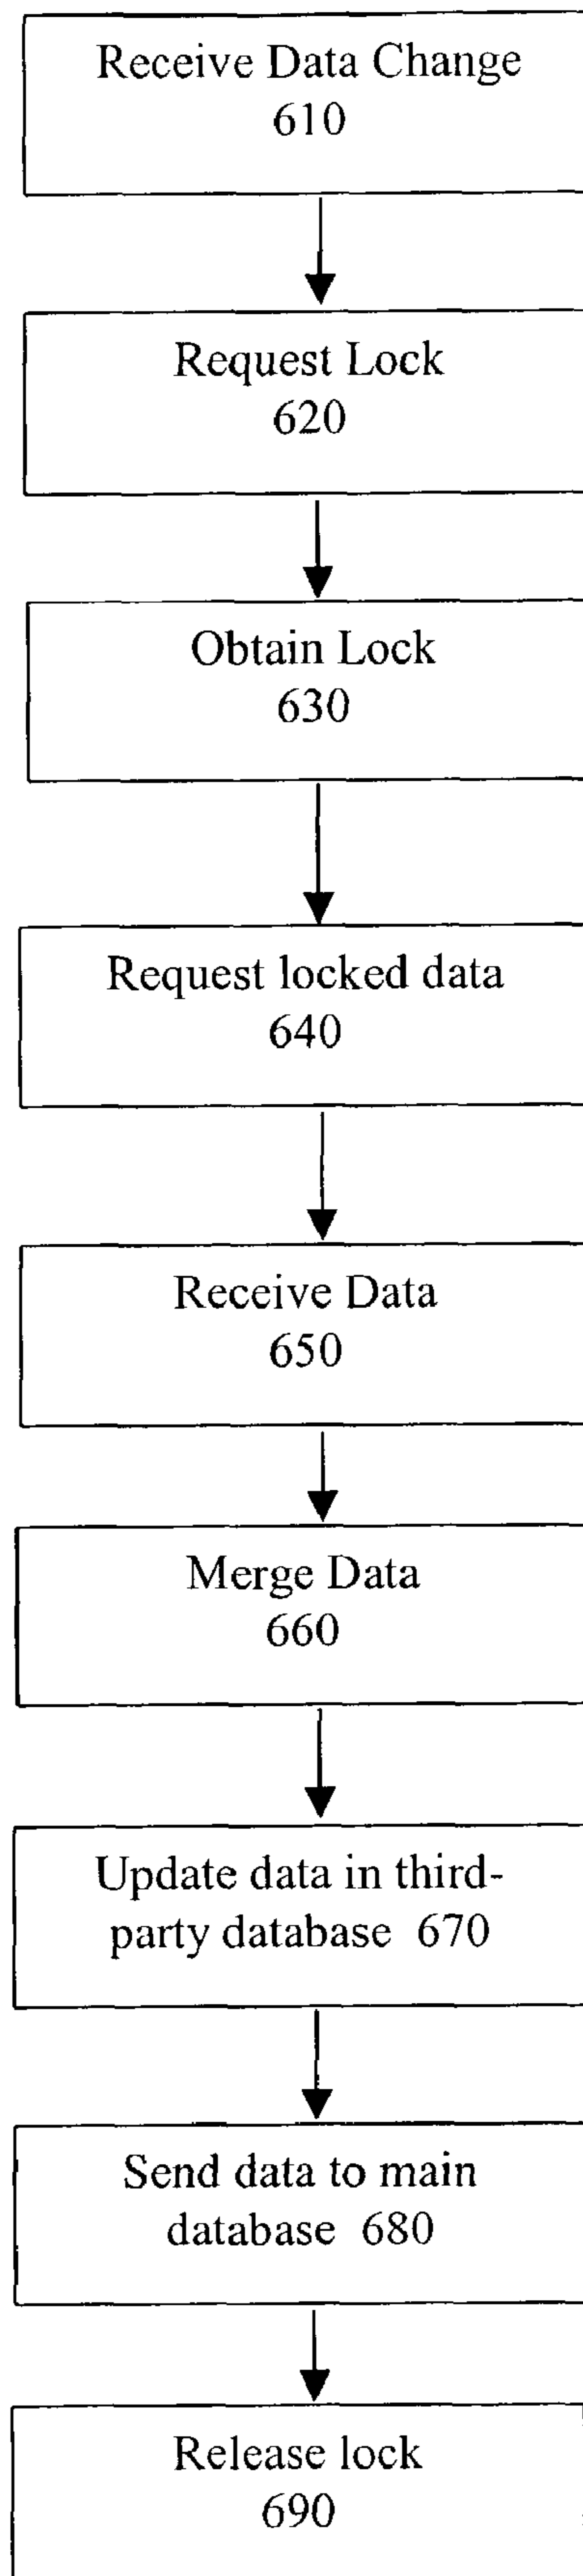 Receive Data Change
610
Request Lock
620
Obtain Lock
630
Request locked data
640
Receive Data
650
Merge Data
660
Update data in third-
party database 670
Send data to main
database 680
Release lock
690